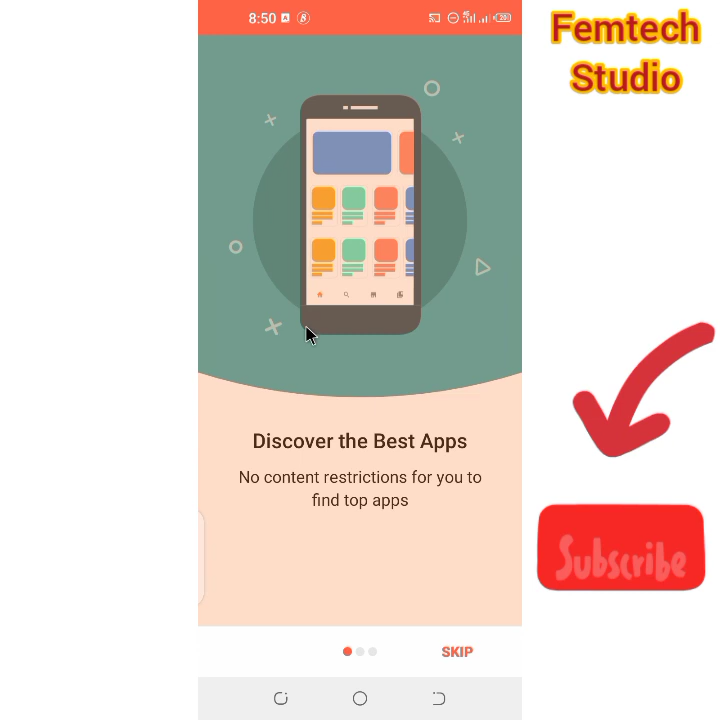 8:50
Femtech
Studio
Discover the Best Apps
No content restrictions for you to
find top apps
Subscribe
SKIP